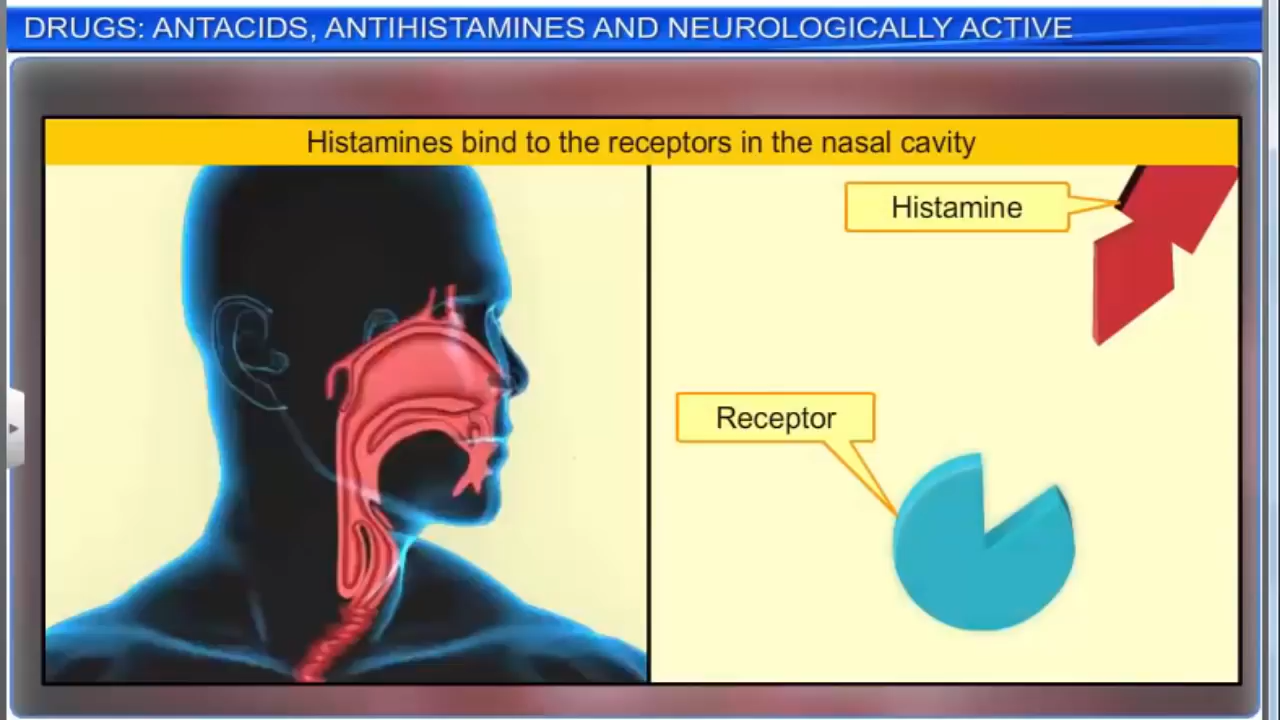 DRUGS: ANTACIDS, ANTIHISTAMINES AND NEUROLOGICALLY ACTIVE
Histamines bind to the receptors in the nasal cavity
Histamine
Receptor